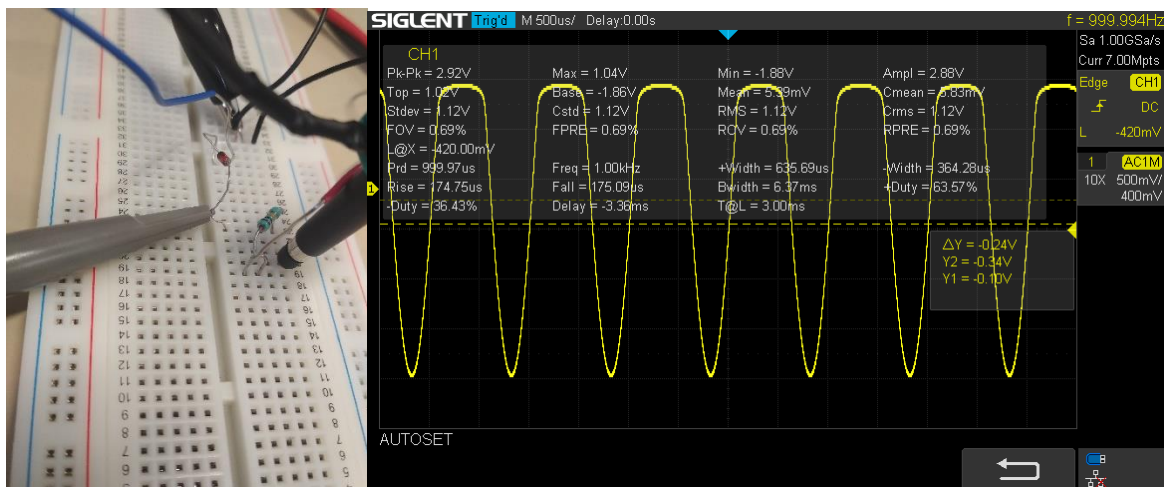 SIGLENT Trig'd M 500us/ Delay:0.00s f = 999.994Hz
Sa 1.00GSa/s
Curr 7.00Mpts
CH1
Pk-Pk = 2.92V Max = 1.04V Min = -1.88V Ampl = 2.88V
Top = 1.02V Base = -1.86V Mean = 5.39mV Cmean = 5.83mV
Stdev = 1.12V Cstd = 1.12V RMS = 1.12V Crms = 1.12V
FOV = 0.69% FPRE = 0.69% ROV = 0.69% RPRE = 0.69%
L@X = -420.00mV
Prd = 999.97us Freq = 1.00kHz +Width = 635.69us -Width = 364.28us
Rise = 174.75us Fall = 175.09us Bwidth = 6.37ms +Duty = 63.57%
-Duty = 36.43% Delay = -3.36ms T@L = 3.00ms
Edge CH1
DC
L -420mV
1 AC1M
10X 500mV/
400mV
1
ΔY = -0.24V
Y2 = -0.34V
Y1 = -0.10V
AUTOSET